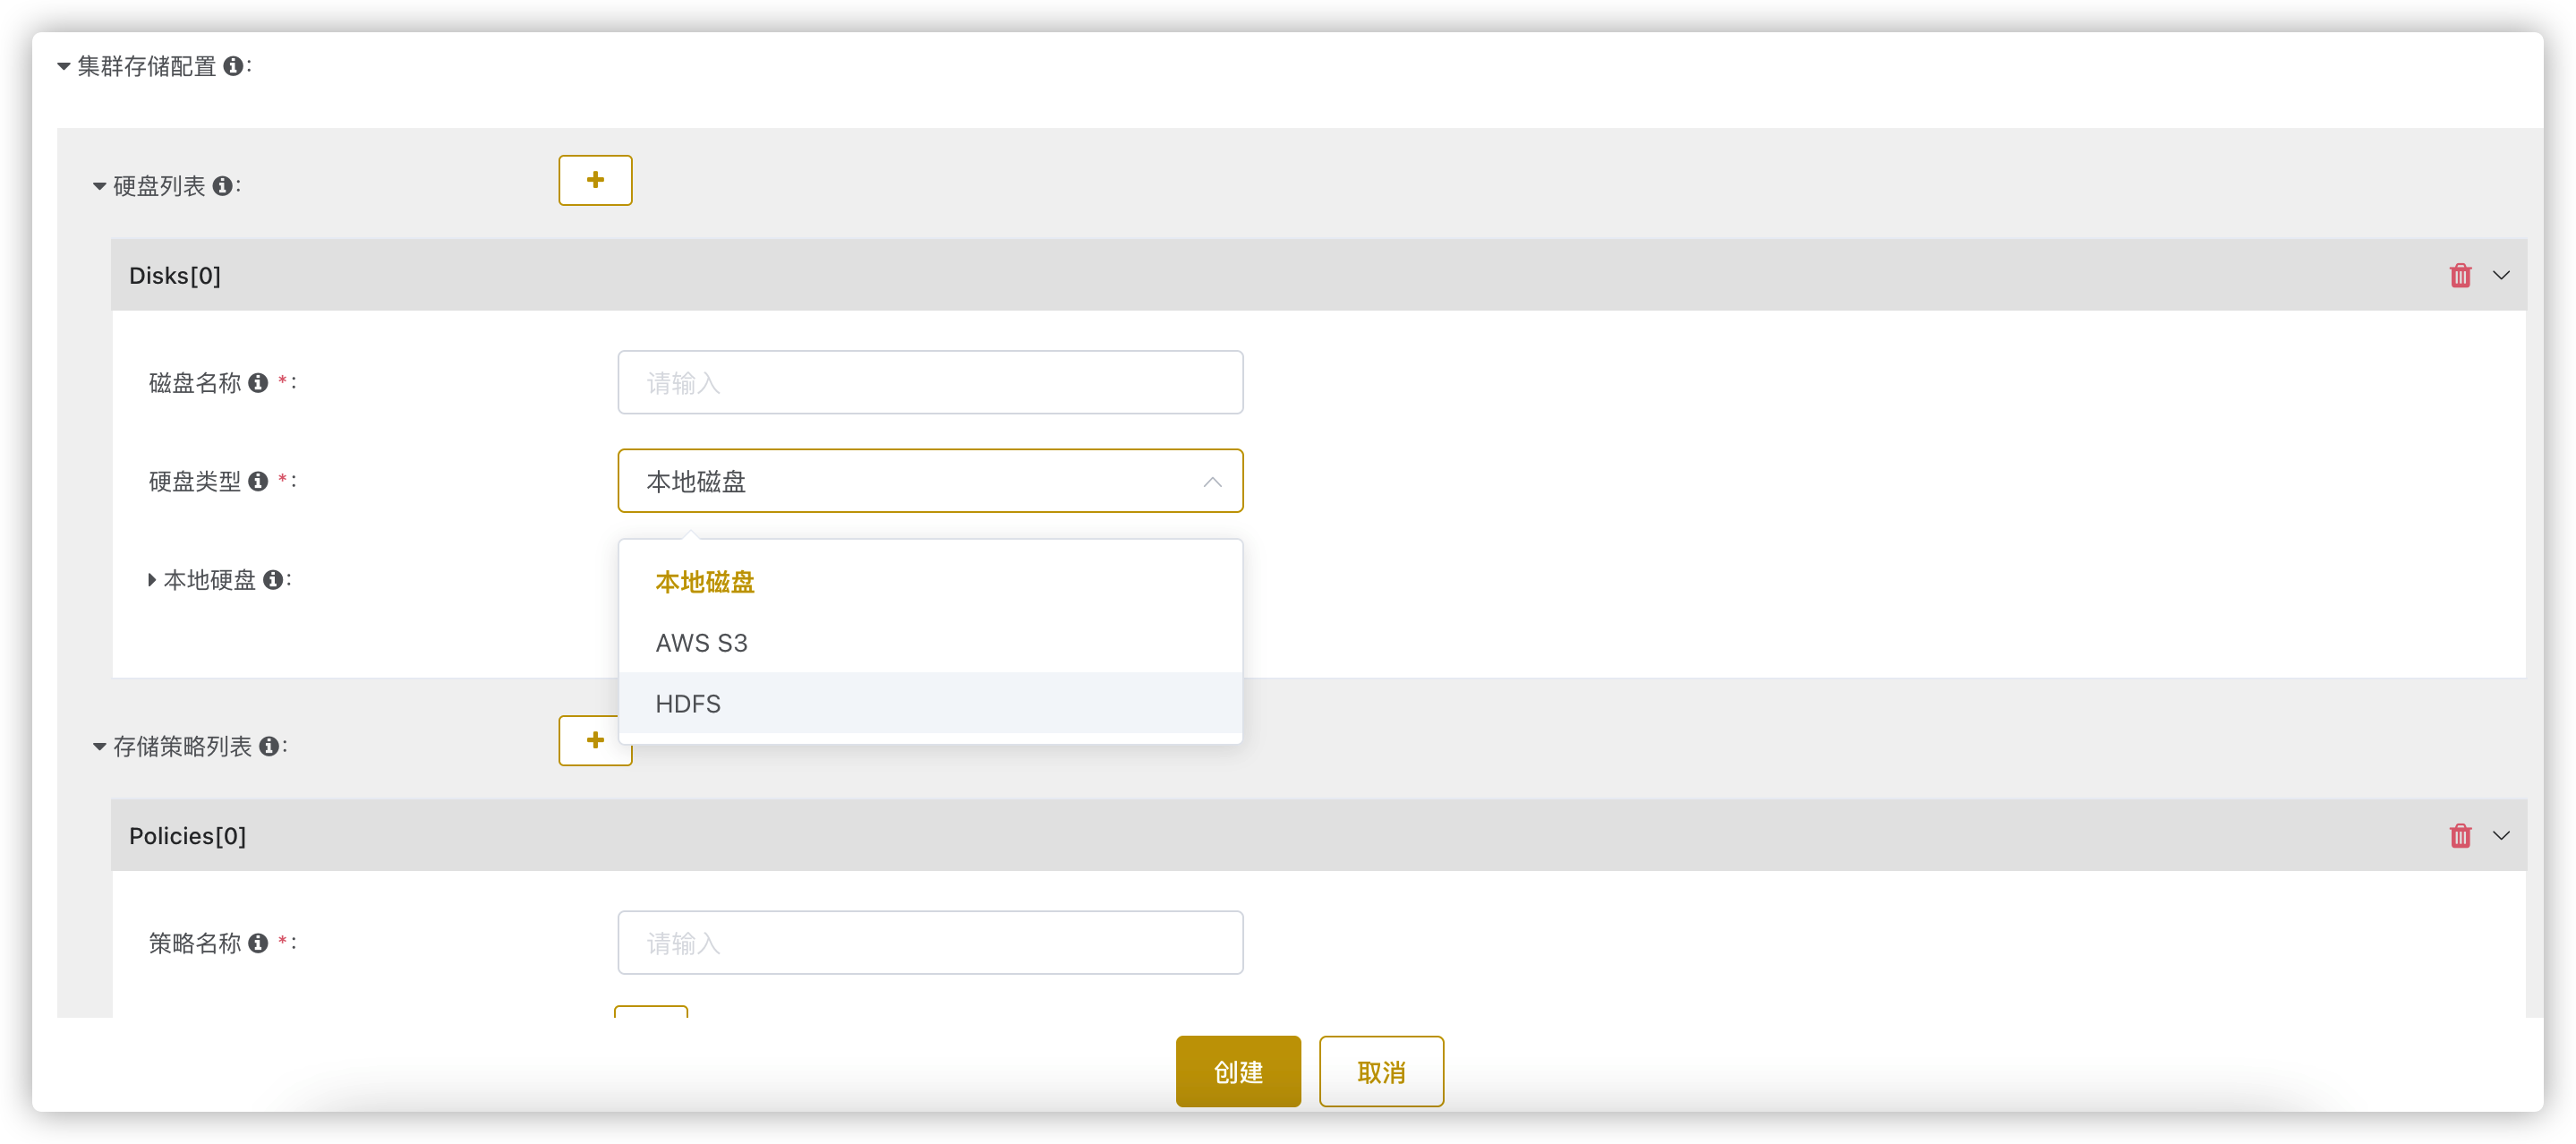 集群存储配置 :
硬盘列表 :
Disks[0]
磁盘名称 * :
请输入
硬盘类型 * :
本地磁盘
本地硬盘 :
本地磁盘
AWS S3
HDFS
存储策略列表 :
Policies[0]
策略名称 * :
请输入
创建
取消